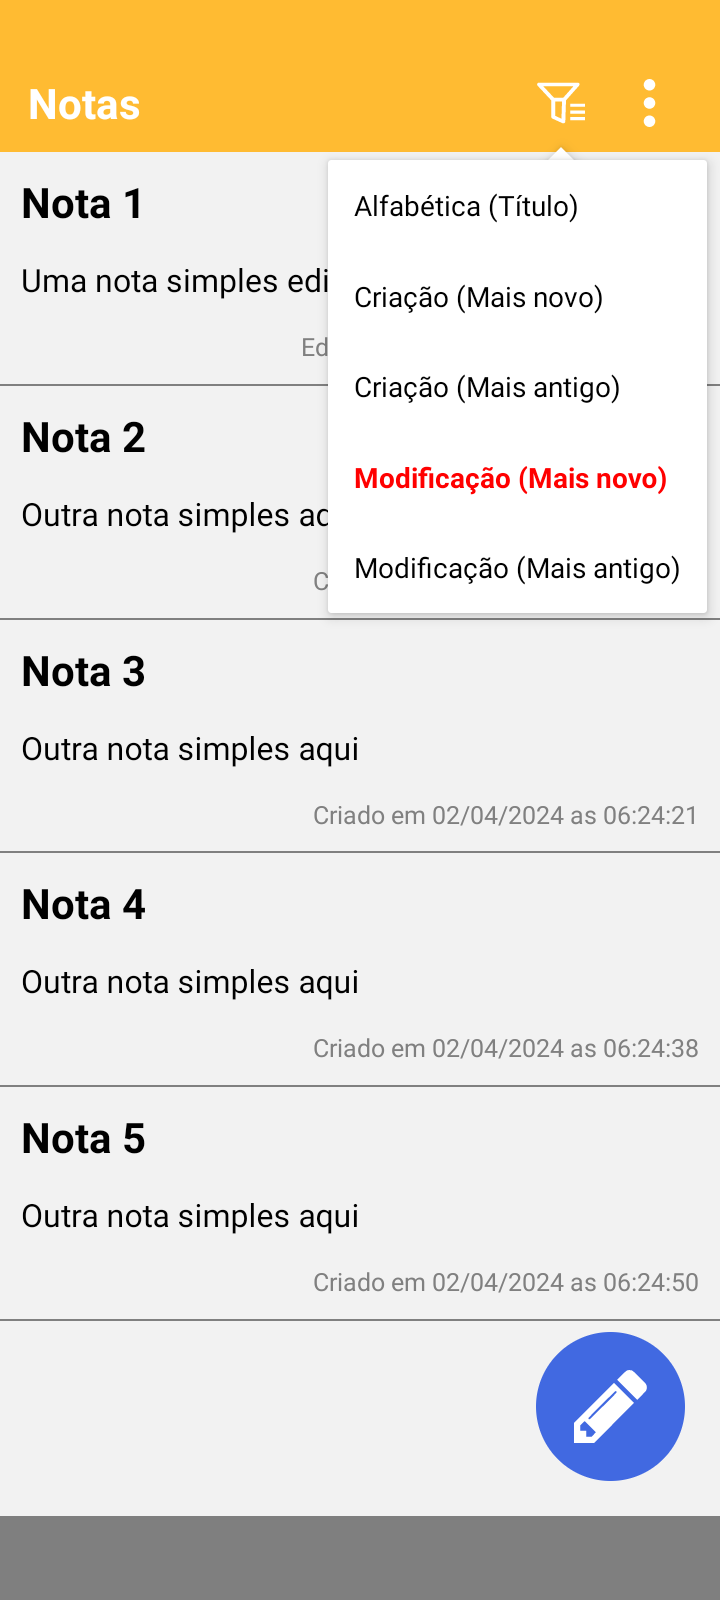 Notas
Nota 1
Uma nota simples
Alfabética (Título)
Criação (Mais novo)
Criação (Mais antigo)
Modificação (Mais novo)
Modificação (Mais antigo)
Nota 2
Outra nota simples
Nota 3
Outra nota simples aqui
Criado em 02/04/2024 as 06:24:21
Nota 4
Outra nota simples aqui
Criado em 02/04/2024 as 06:24:38
Nota 5
Outra nota simples aqui
Criado em 02/04/2024 as 06:24:50